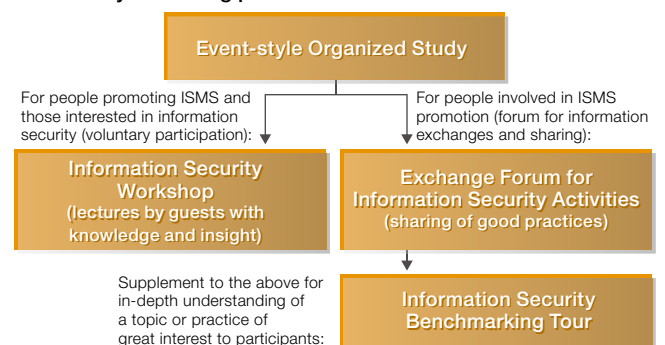 Event-style Organized Study
For people promoting ISMS and
those interested in information
security (voluntary participation):
For people involved in ISMS
promotion (forum for information
exchanges and sharing):
Information Security
Workshop
(lectures by guests with
knowledge and insight)
Exchange Forum for
Information Security Activities
(sharing of good practices)
Supplement to the above for
in-depth understanding of
a topic or practice of
great interest to participants:
Information Security
Benchmarking Tour